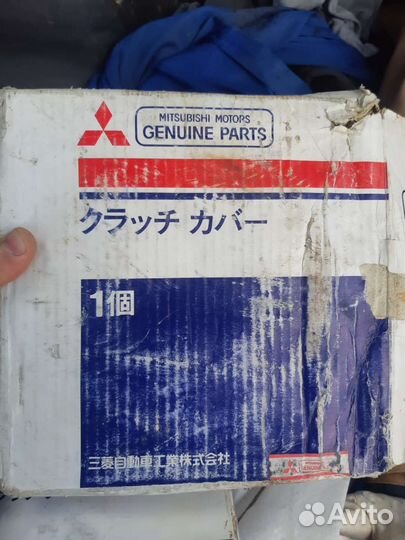 MITSUBISHI MOTORS
GENUINE PARTS
クラッチ カバー
1個
三菱自動車工業株式会社
GENUINE
Avito